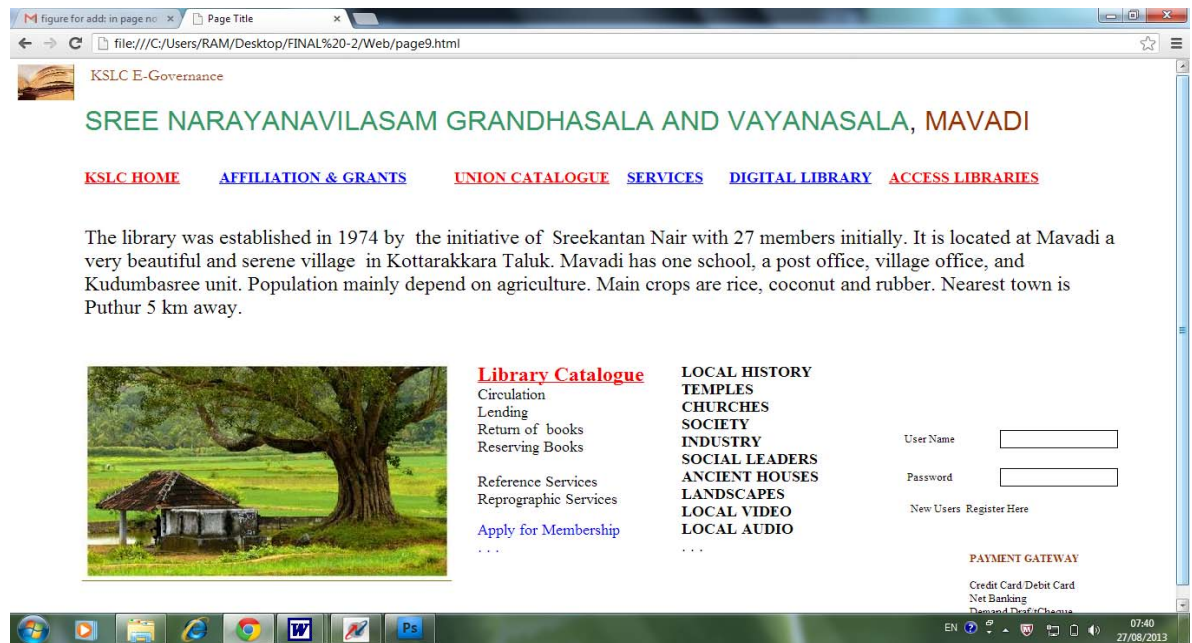 figure for add: in page no
Page Title
file:///C:/Users/RAM/Desktop/FINAL%20-2/Web/page9.html
KSLC E-Governance
SREE NARAYANAVILASAM GRANDHASALA AND VAYANASALA, MAVADI
KSLC HOME AFFILIATION & GRANTS UNION CATALOGUE SERVICES DIGITAL LIBRARY ACCESS LIBRARIES
The library was established in 1974 by the initiative of Sreekantan Nair with 27 members initially. It is located at Mavadi a
very beautiful and serene village in Kottarakkara Taluk. Mavadi has one school, a post office, village office, and
Kudumbasree unit. Population mainly depend on agriculture. Main crops are rice, coconut and rubber. Nearest town is
Puthur 5 km away.
Library Catalogue
Circulation
Lending
Return of books
Reserving Books
Reference Services
Reprographic Services
Apply for Membership
. . .
LOCAL HISTORY
TEMPLES
CHURCHES
SOCIETY
INDUSTRY
SOCIAL LEADERS
ANCIENT HOUSES
LANDSCAPES
LOCAL VIDEO
LOCAL AUDIO
. . .
User Name
Password
New Users Register Here
PAYMENT GATEWAY
Credit Card/Debit Card
Net Banking
Demand Draft/Cheque
W
Ps
EN
07:40
27/08/2013